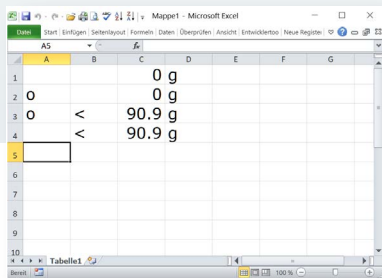 Mappe1 - Microsoft Excel
Datei Start Einfügen Seitenlayout Formeln Daten Überprüfen Ansicht Entwicklertoo Neue Register
A5 fx
A B C D E F G
1 0 g
2 o 0 g
3 o < 90.9 g
4 < 90.9 g
5
6
7
8
9
10
Tabelle1
Bereit 100 %